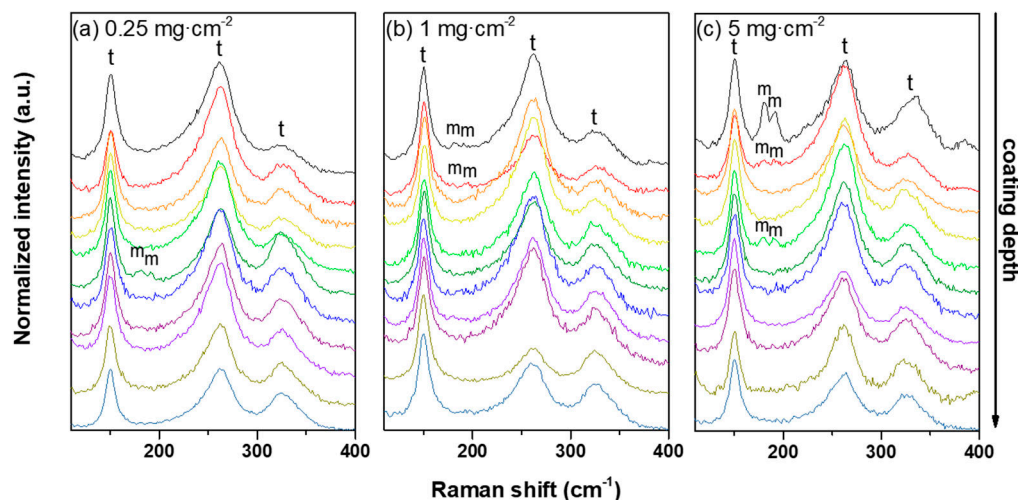 (a) 0.25 mg·cm-2
(b) 1 mg·cm-2
(c) 5 mg·cm-2
t
t
t
m
m
t
t
t
m
m
m
m
t
t
t
m
m
m
m
m
m
Normalized intensity (a.u.)
coating depth
200
300
400
200
300
400
200
300
400
Raman shift (cm-1)